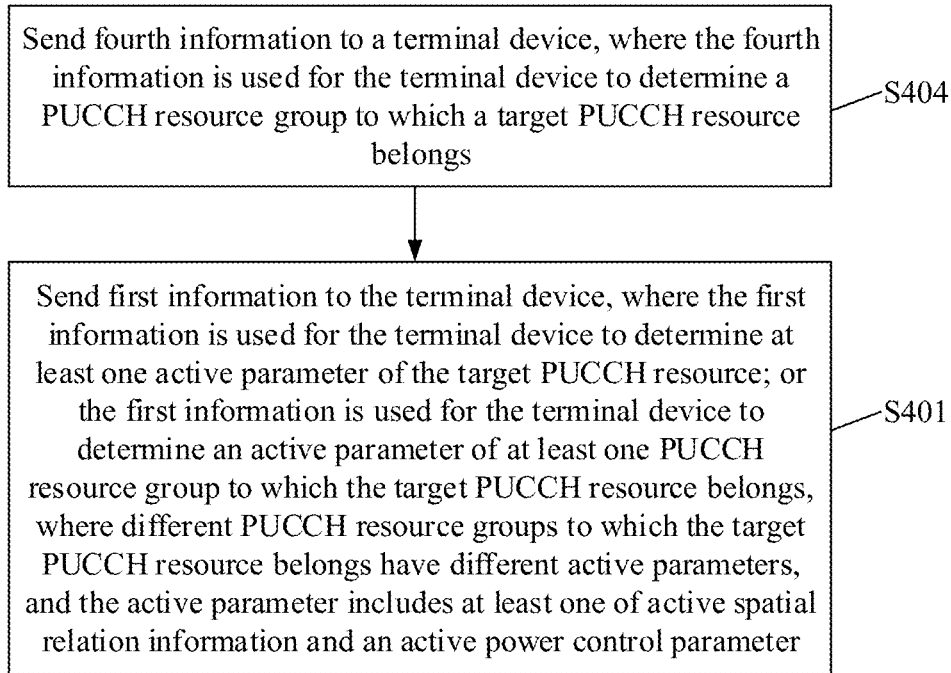 Send fourth information to a terminal device, where the fourth
information is used for the terminal device to determine a
PUCCH resource group to which a target PUCCH resource
belongs
S404
Send first information to the terminal device, where the first
information is used for the terminal device to determine at
least one active parameter of the target PUCCH resource; or
the first information is used for the terminal device to
determine an active parameter of at least one PUCCH
resource group to which the target PUCCH resource belongs,
where different PUCCH resource groups to which the target
PUCCH resource belongs have different active parameters,
and the active parameter includes at least one of active spatial
relation information and an active power control parameter
S401